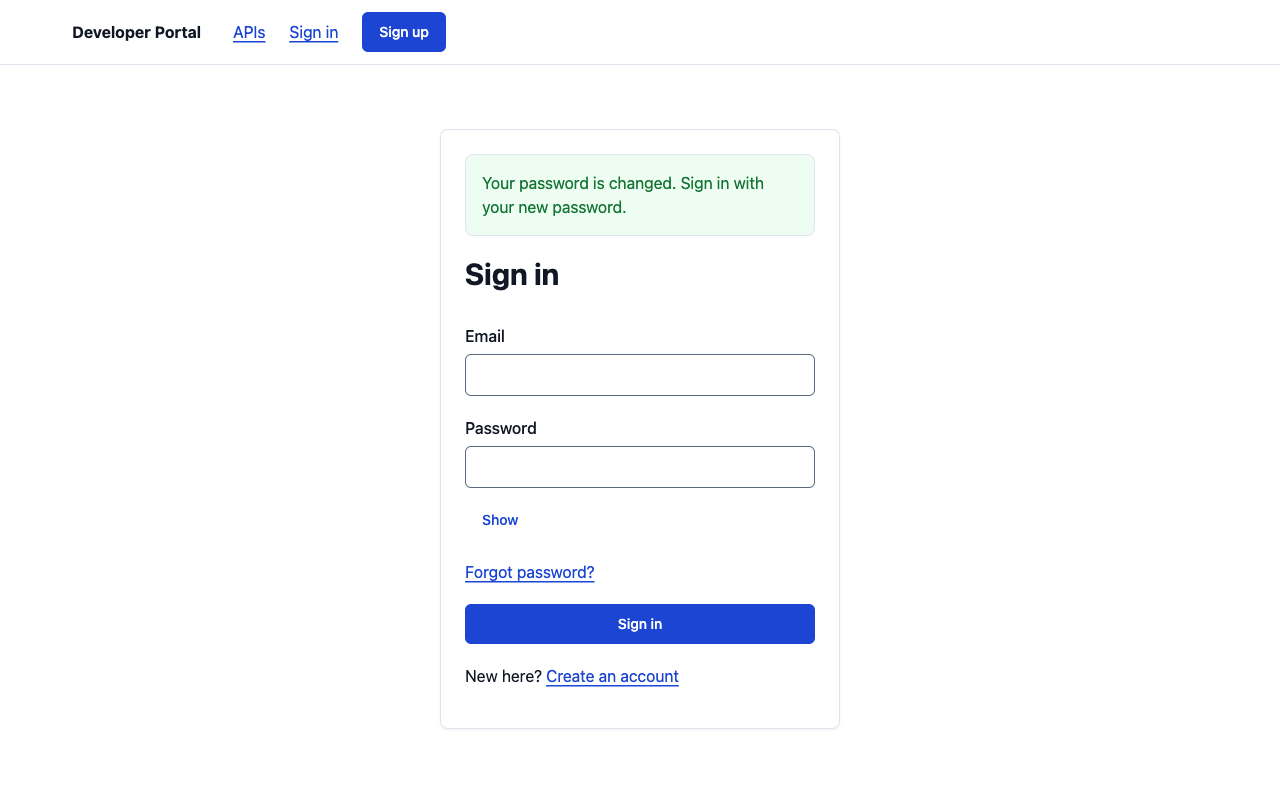 Developer Portal APIs Sign in Sign up
Your password is changed. Sign in with
your new password.
Sign in
Email
Password
Show
Forgot password?
Sign in
New here? Create an account